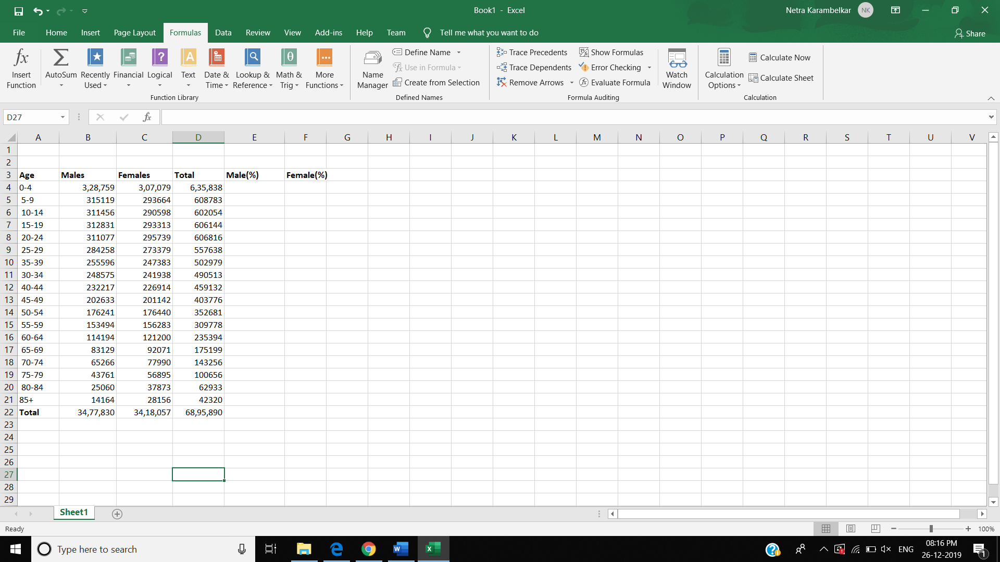 Book1 - Excel
Netra Karambelkar NK
File Home Insert Page Layout Formulas Data Review View Add-ins Help Team Tell me what you want to do Share
Insert Function
AutoSum
Recently Used
Financial
Logical
Text
Date & Time
Lookup & Reference
Math & Trig
More Functions
Function Library
Name Manager
Define Name
Use in Formula
Create from Selection
Defined Names
Trace Precedents
Trace Dependents
Remove Arrows
Show Formulas
Error Checking
Evaluate Formula
Formula Auditing
Watch Window
Calculation Options
Calculate Now
Calculate Sheet
Calculation
D27 fx
A B C D E F G H I J K L M N O P Q R S T U V
1
2
3 Age Males Females Total Male(%) Female(%)
4 0-4 3,28,759 3,07,079 6,35,838
5 5-9 315119 293664 608783
6 10-14 311456 290598 602054
7 15-19 312831 293313 606144
8 20-24 311077 295739 606816
9 25-29 284258 273379 557638
10 35-39 255596 247383 502979
11 30-34 248575 241938 490513
12 40-44 232217 226914 459132
13 45-49 202633 201142 403776
14 50-54 176241 176440 352681
15 55-59 153494 156283 309778
16 60-64 114194 121200 235394
17 65-69 83129 92071 175199
18 70-74 65266 77990 143256
19 75-79 43761 56895 100656
20 80-84 25060 37873 62933
21 85+ 14164 28156 42320
22 Total 34,77,830 34,18,057 68,95,890
23
24
25
26
27
28
29
Sheet1
Ready 100%
Type here to search
ENG
08:16 PM
26-12-2019
1